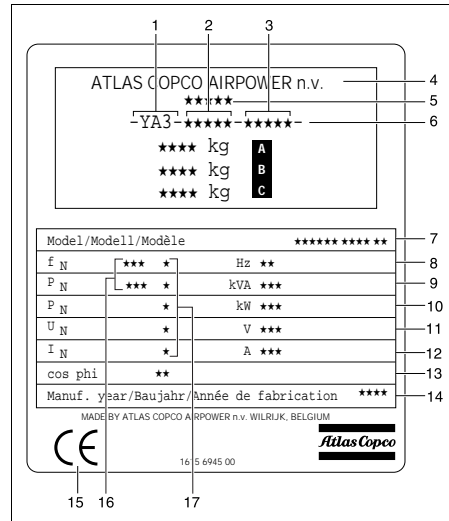 1 2 3
ATLAS COPCO AIRPOWER n.v. 4
★★★★★ 5
-YA3-★★★★★-★★★★★- 6
★★★★ kg A
★★★★ kg B
★★★★ kg C
Model/Modell/Modèle ★★★★★★ ★★★★ ★★ 7
f N ★★★ ★ Hz ★★ 8
P N ★★★ ★ kVA ★★★ 9
P N ★ kW ★★★ 10
U N ★ V ★★★ 11
I N ★ A ★★★ 12
cos phi ★★ 13
Manuf. year/Baujahr/Année de fabrication ★★★★ 14
MADE BY ATLAS COPCO AIRPOWER n.v. WILRIJK, BELGIUM
CE Atlas Copco
1615 6945 00
15 16 17